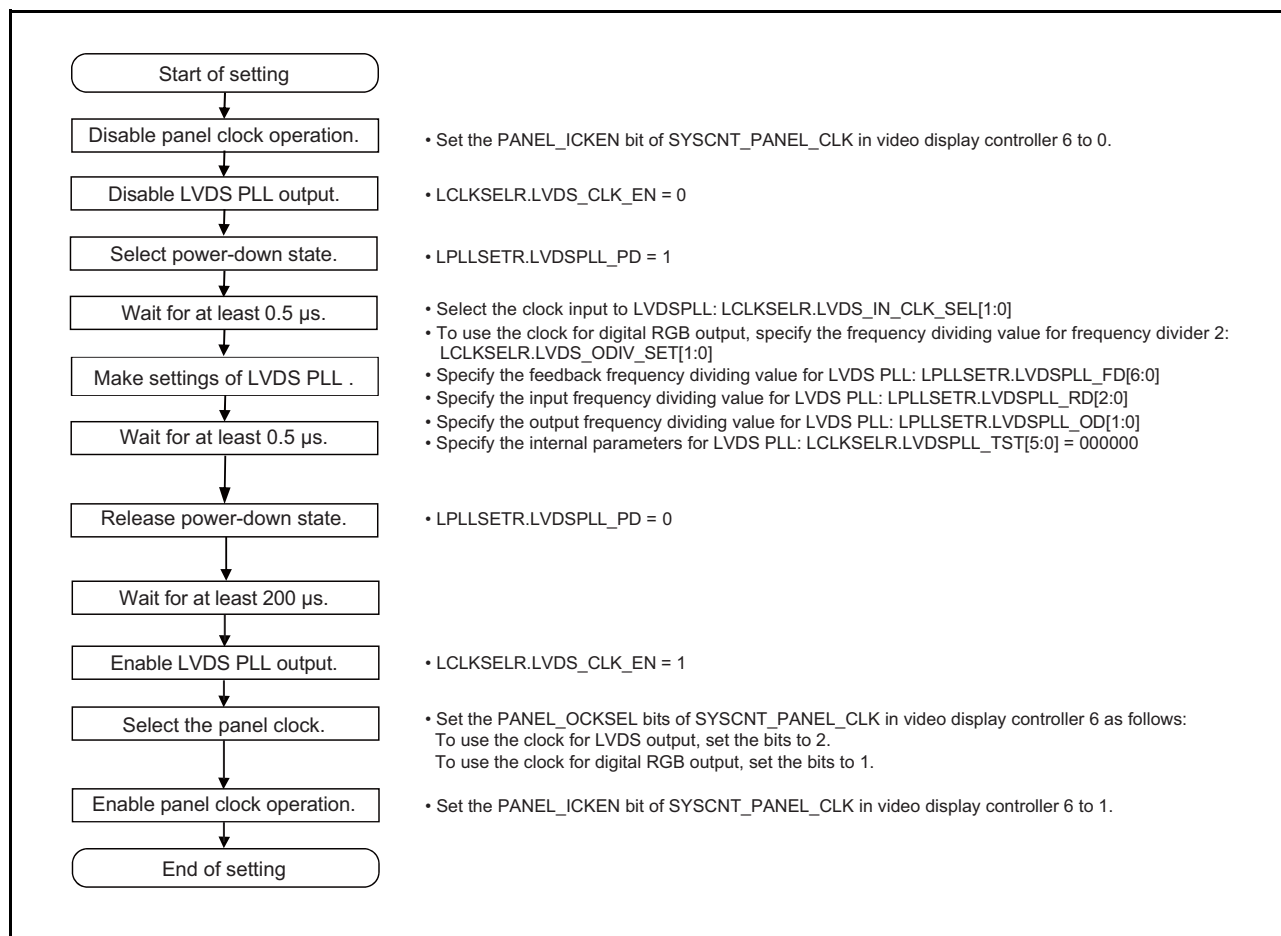 Start of setting
Disable panel clock operation.
• Set the PANEL_ICKEN bit of SYSCNT_PANEL_CLK in video display controller 6 to 0.
Disable LVDS PLL output.
• LCLKSELR.LVDS_CLK_EN = 0
Select power-down state.
• LPLLSETR.LVDSPLL_PD = 1
Wait for at least 0.5 µs.
• Select the clock input to LVDSPLL: LCLKSELR.LVDS_IN_CLK_SEL[1:0]
• To use the clock for digital RGB output, specify the frequency dividing value for frequency divider 2:
LCLKSELR.LVDS_ODIV_SET[1:0]
Make settings of LVDS PLL .
• Specify the feedback frequency dividing value for LVDS PLL: LPLLSETR.LVDSPLL_FD[6:0]
• Specify the input frequency dividing value for LVDS PLL: LPLLSETR.LVDSPLL_RD[2:0]
Wait for at least 0.5 µs.
• Specify the output frequency dividing value for LVDS PLL: LPLLSETR.LVDSPLL_OD[1:0]
• Specify the internal parameters for LVDS PLL: LCLKSELR.LVDSPLL_TST[5:0] = 000000
Release power-down state.
• LPLLSETR.LVDSPLL_PD = 0
Wait for at least 200 µs.
Enable LVDS PLL output.
• LCLKSELR.LVDS_CLK_EN = 1
Select the panel clock.
• Set the PANEL_OCKSEL bits of SYSCNT_PANEL_CLK in video display controller 6 as follows:
To use the clock for LVDS output, set the bits to 2.
To use the clock for digital RGB output, set the bits to 1.
Enable panel clock operation.
• Set the PANEL_ICKEN bit of SYSCNT_PANEL_CLK in video display controller 6 to 1.
End of setting